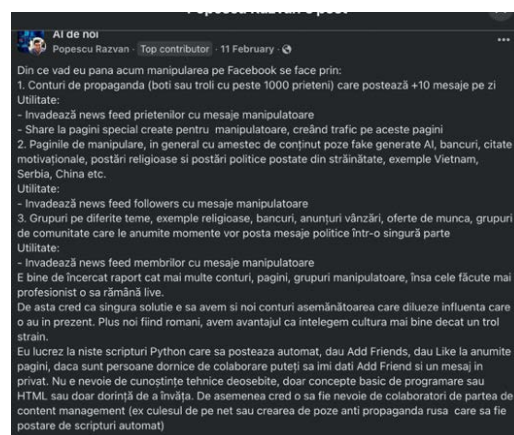 AI de noi
Popescu Razvan · Top contributor · 11 February ·
Din ce vad eu pana acum manipularea pe Facebook se face prin:
1. Conturi de propaganda (boti sau troli cu peste 1000 prieteni) care postează +10 mesaje pe zi
Utilitate:
- Invadează news feed prietenilor cu mesaje manipulatoare
- Share la pagini special create pentru manipulatoare, creând trafic pe aceste pagini
2. Paginile de manipulare, in general cu amestec de conținut poze fake generate AI, bancuri, citate
motivaționale, postări religioase si postări politice postate din străinătate, exemple Vietnam,
Serbia, China etc.
Utilitate:
- Invadează news feed followers cu mesaje manipulatoare
3. Grupuri pe diferite teme, exemple religioase, bancuri, anunțuri vânzări, oferte de munca, grupuri
de comunitate care le anumite momente vor posta mesaje politice într-o singură parte
Utilitate:
- Invadează news feed membrilor cu mesaje manipulatoare
E bine de încercat raport cat mai multe conturi, pagini, grupuri manipulatoare, însa cele făcute mai
profesionist o sa rămână live.
De asta cred ca singura solutie e sa avem si noi conturi asemănătoarea care dilueze influenta care
o au in prezent. Plus noi fiind romani, avem avantajul ca intelegem cultura mai bine decat un trol
strain.
Eu lucrez la niste scripturi Python care sa posteaza automat, dau Add Friends, dau Like la anumite
pagini, daca sunt persoane dornice de colaborare puteți sa imi dati Add Friend si un mesaj in
privat. Nu e nevoie de cunoștințe tehnice deosebite, doar concepte basic de programare sau
HTML sau doar dorință de a învăța. De asemenea cred o sa fie nevoie de colaboratori de partea de
content management (ex culesul de pe net sau crearea de poze anti propaganda rusa care sa fie
postare de scripturi automat)